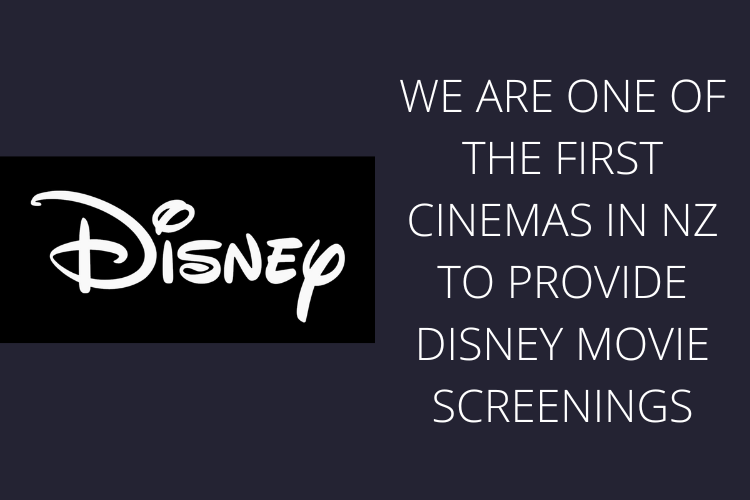 Disney
WE ARE ONE OF
THE FIRST
CINEMAS IN NZ
TO PROVIDE
DISNEY MOVIE
SCREENINGS